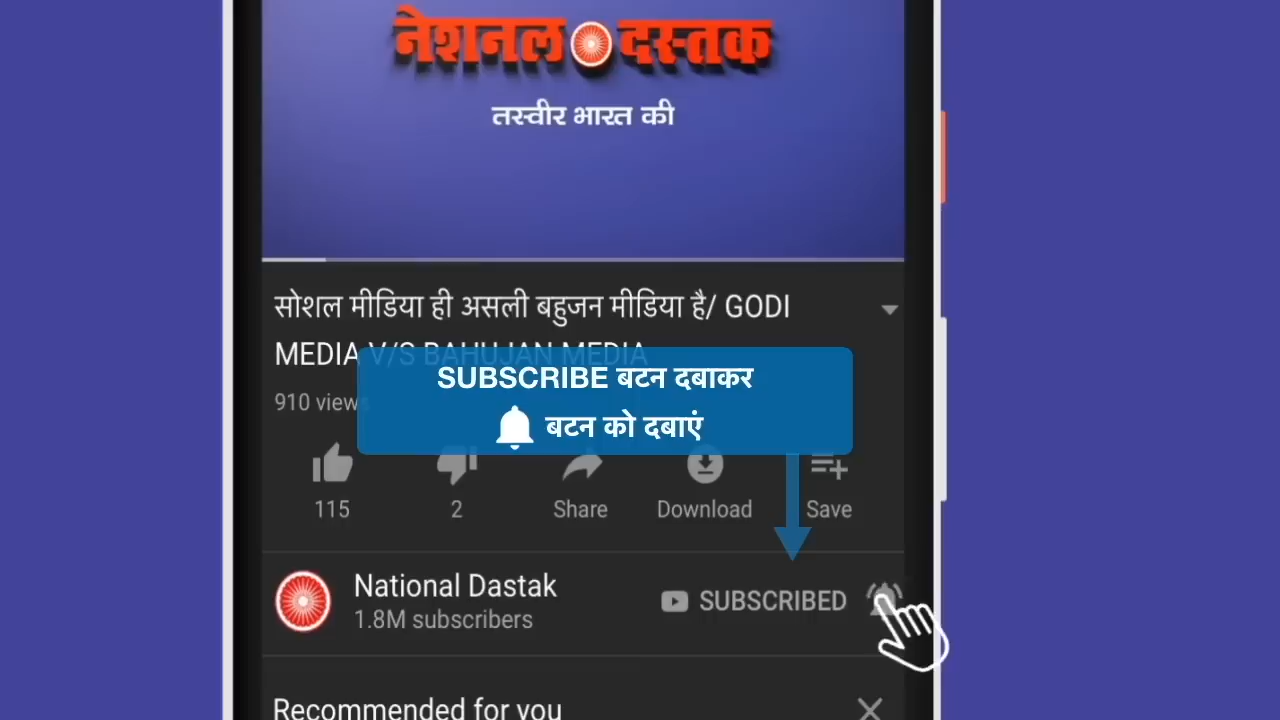 नेशनल दस्तक
तस्वीर भारत की
सोशल मीडिया ही असली बहुजन मीडिया है/ GODI
MEDIA V/S BAHUJAN MEDIA
910 views
SUBSCRIBE बटन दबाकर
बटन को दबाएं
115
2
Share
Download
Save
National Dastak
1.8M subscribers
SUBSCRIBED
Recommended for you